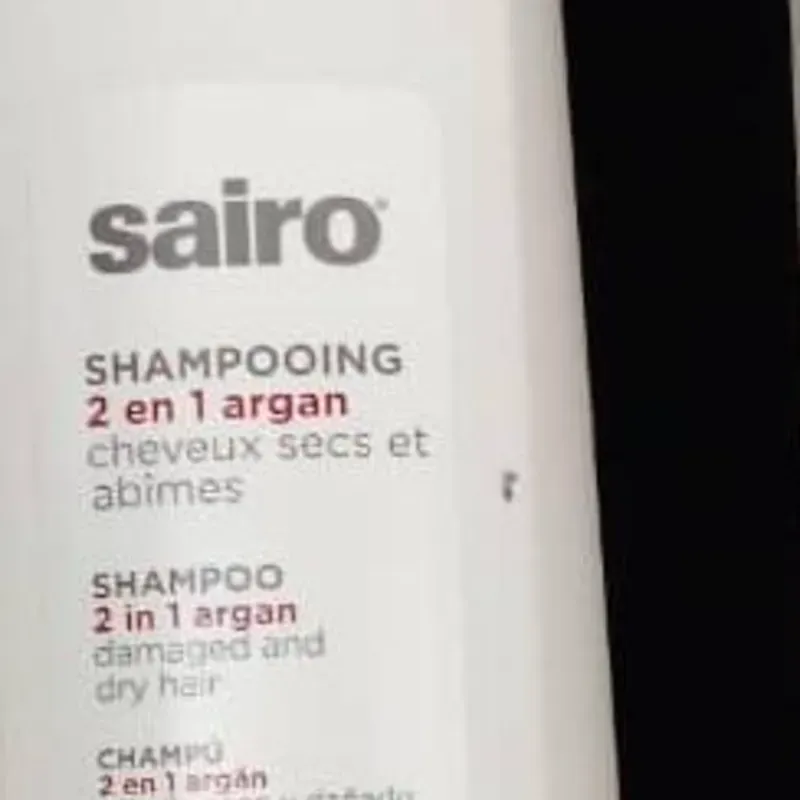 sairo
SHAMPOOING
2 en 1 argan
cheveux secs et
abimes
SHAMPOO
2 in 1 argan
damaged and
dry hair
CHAMPÚ
2 en 1 argán
y dañado